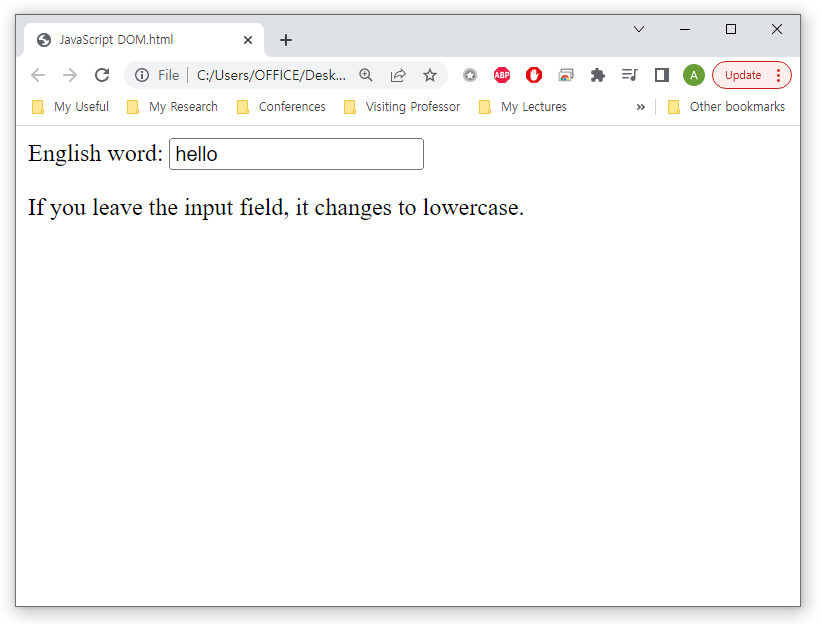 JavaScript DOM.html
File C:/Users/OFFICE/Desk... ABP A Update
My Useful My Research Conferences Visiting Professor My Lectures » Other bookmarks
English word: hello
If you leave the input field, it changes to lowercase.